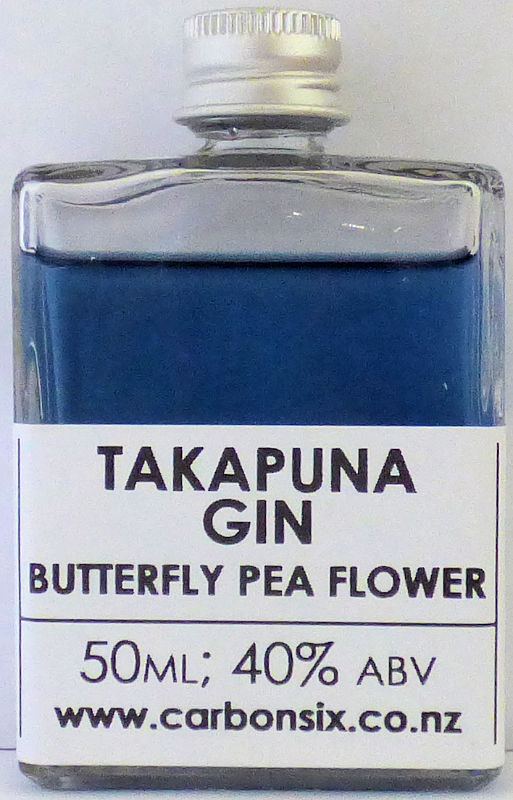 TAKAPUNA
GIN
BUTTERFLY PEA FLOWER
50ML; 40% ABV
www.carbonsix.co.nz